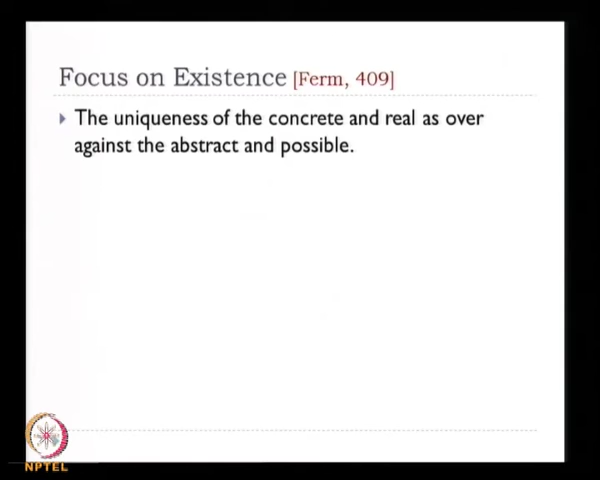 Focus on Existence [Ferm, 409]
The uniqueness of the concrete and real as over
against the abstract and possible.
NPTEL